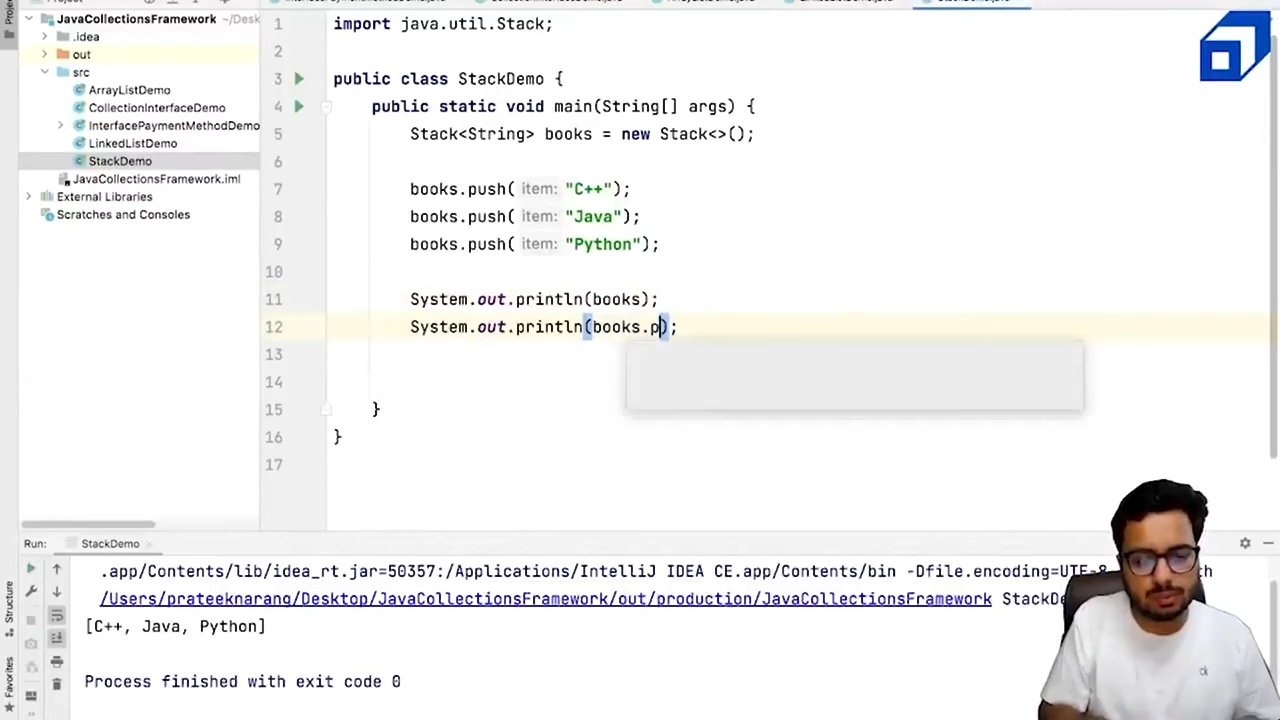 JavaCollectionsFramework ~/Desk
.idea
out
src
ArrayListDemo
CollectionInterfaceDemo
InterfacePaymentMethodDemo
LinkedListDemo
StackDemo
JavaCollectionsFramework.iml
External Libraries
Scratches and Consoles
1 import java.util.Stack;
2
3 public class StackDemo {
4 public static void main(String[] args) {
5 Stack<String> books = new Stack<>();
6
7 books.push( item: "C++");
8 books.push( item: "Java");
9 books.push( item: "Python");
10
11 System.out.println(books);
12 System.out.println(books.p);
13
14
15 }
16 }
17
Structure
Favorites
Run: StackDemo
.app/Contents/lib/idea_rt.jar=50357:/Applications/IntelliJ IDEA CE.app/Contents/bin -Dfile.encoding=UTF-8
/Users/prateeknarang/Desktop/JavaCollectionsFramework/out/production/JavaCollectionsFramework StackDe
[C++, Java, Python]
Process finished with exit code 0